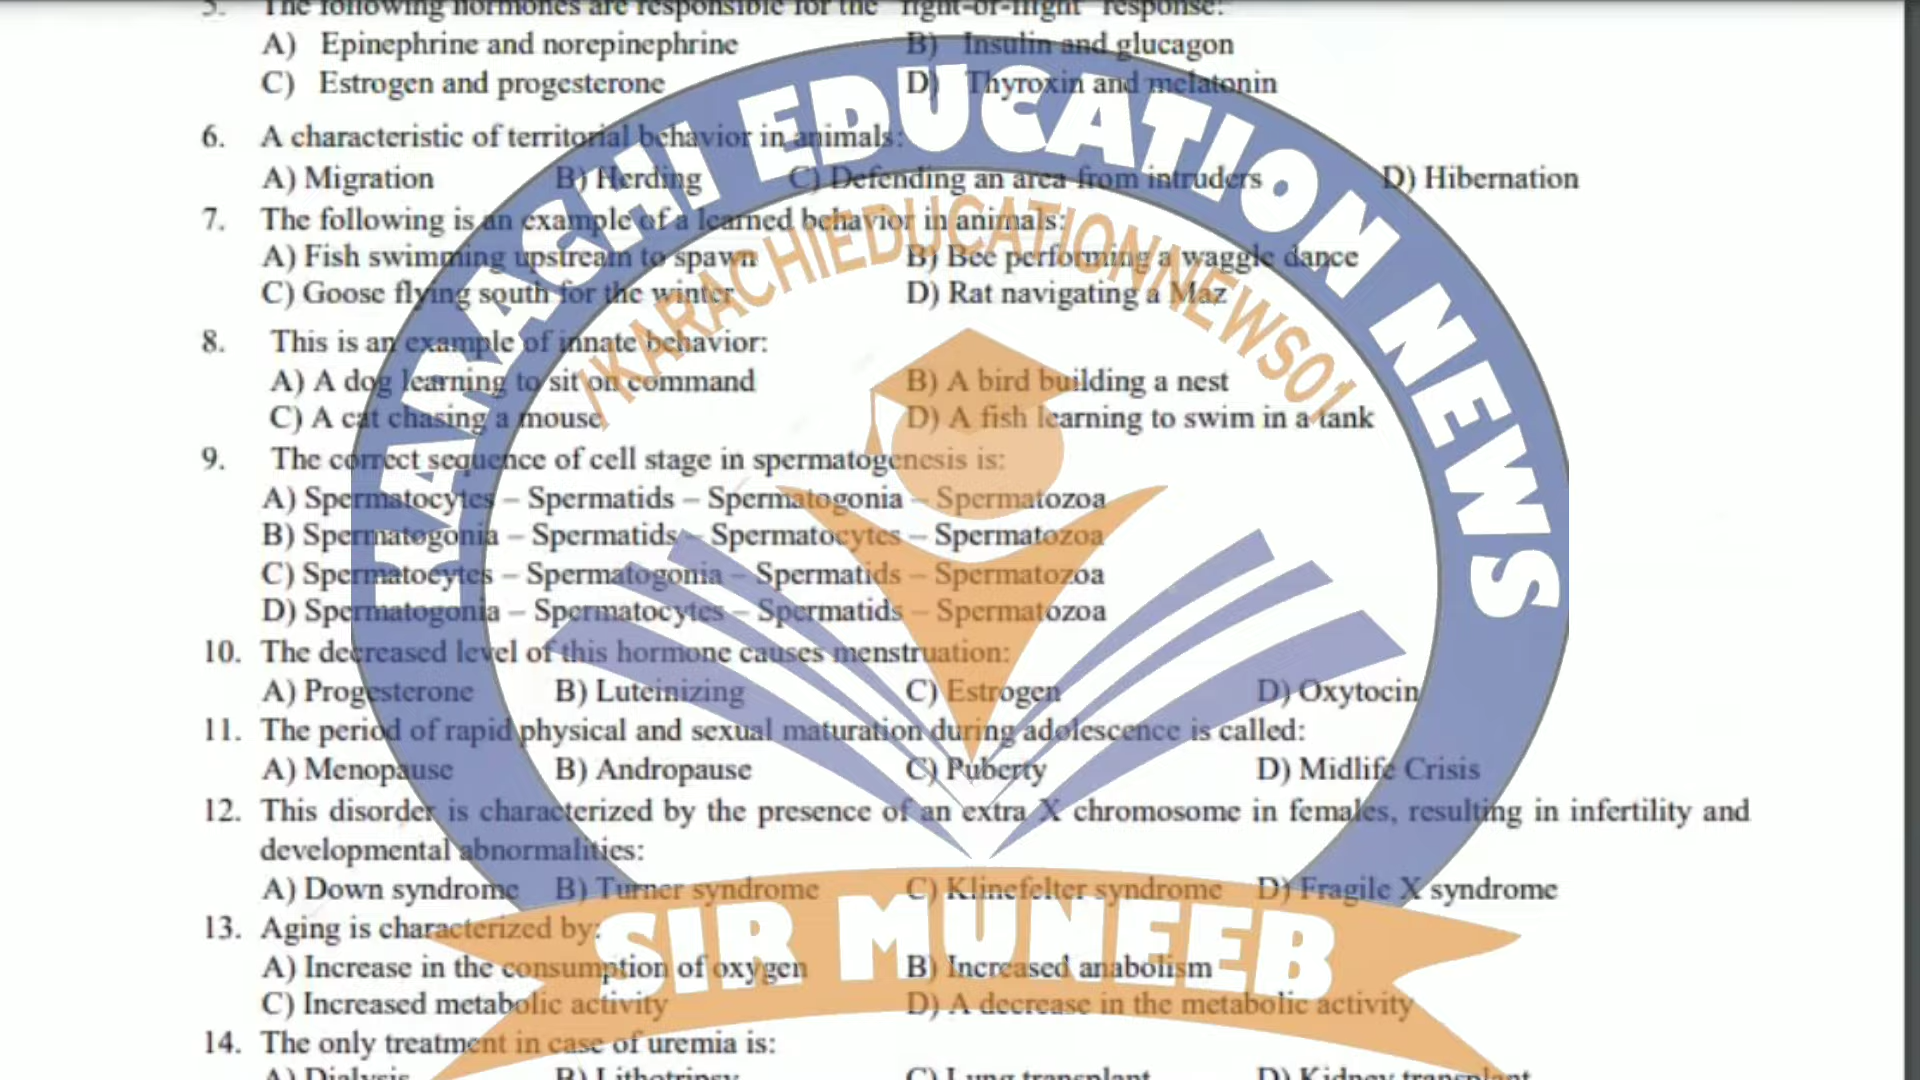 5. The following hormones are responsible for the "fight-or-flight" response:
A) Epinephrine and norepinephrine B) Insulin and glucagon
C) Estrogen and progesterone D) Thyroxin and melatonin
6. A characteristic of territorial behavior in animals:
A) Migration B) Herding C) Defending an area from intruders D) Hibernation
7. The following is an example of a learned behavior in animals:
A) Fish swimming upstream to spawn B) Bee performing a waggle dance
C) Goose flying south for the winter D) Rat navigating a Maz
8. This is an example of innate behavior:
A) A dog learning to sit on command B) A bird building a nest
C) A cat chasing a mouse D) A fish learning to swim in a tank
9. The correct sequence of cell stage in spermatogenesis is:
A) Spermatocytes – Spermatids – Spermatogonia – Spermatozoa
B) Spermatogonia – Spermatids – Spermatocytes – Spermatozoa
C) Spermatocytes – Spermatogonia – Spermatids – Spermatozoa
D) Spermatogonia – Spermatocytes – Spermatids – Spermatozoa
10. The decreased level of this hormone causes menstruation:
A) Progesterone B) Luteinizing C) Estrogen D) Oxytocin
11. The period of rapid physical and sexual maturation during adolescence is called:
A) Menopause B) Andropause C) Puberty D) Midlife Crisis
12. This disorder is characterized by the presence of an extra X chromosome in females, resulting in infertility and
developmental abnormalities:
A) Down syndrome B) Turner syndrome C) Klinefelter syndrome D) Fragile X syndrome
13. Aging is characterized by:
A) Increase in the consumption of oxygen B) Increased anabolism
C) Increased metabolic activity D) A decrease in the metabolic activity
14. The only treatment in case of uremia is:
A) Dialysis B) Lithotripsy C) Lung transplant D) Kidney transplant
KARACHI EDUCATION NEWS
/KARACHIEDUCATIONNEWS01
SIR MUNEEB